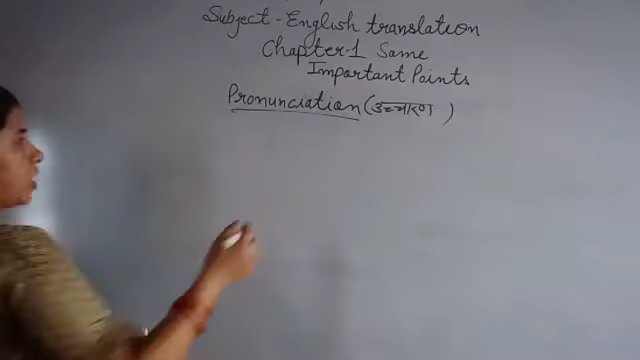 Subject - English translation
Chapter-1 Same
Important Points
Pronunciation (उच्चारण)